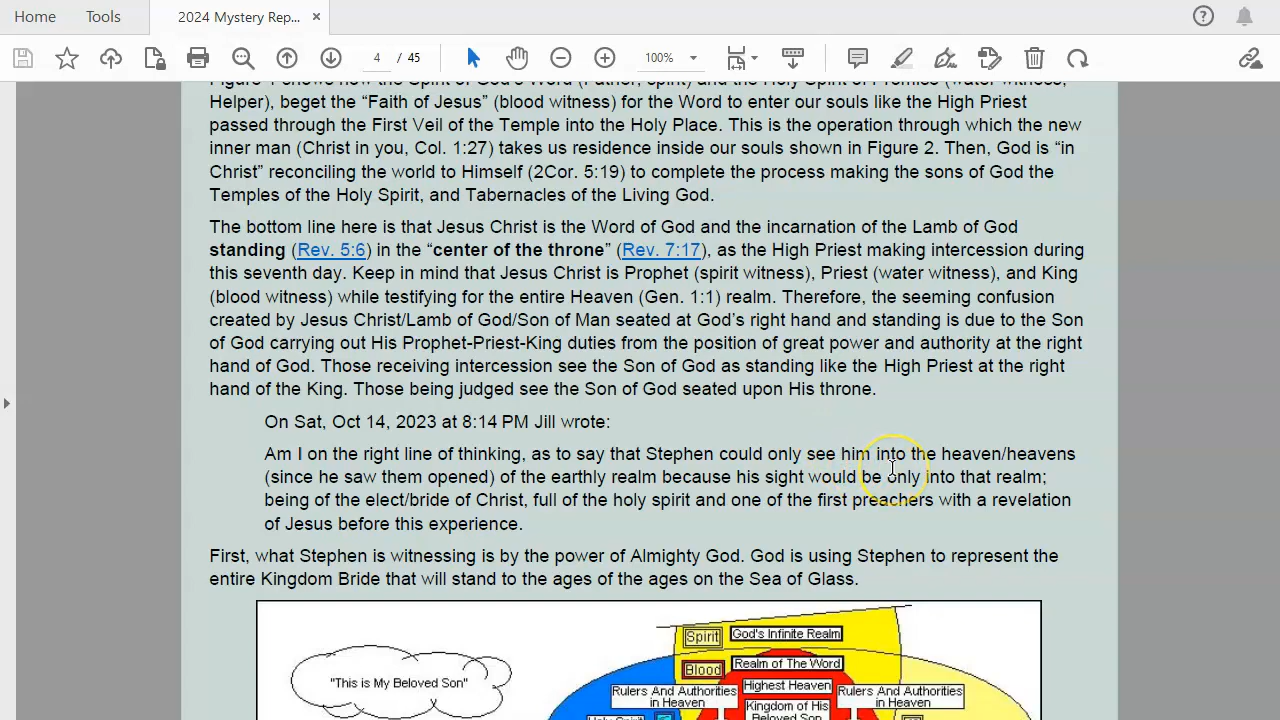 Home
Tools
2024 Mystery Rep...
4 / 45
100%
Helper), beget the “Faith of Jesus” (blood witness) for the Word to enter our souls like the High Priest
passed through the First Veil of the Temple into the Holy Place. This is the operation through which the new
inner man (Christ in you, Col. 1:27) takes us residence inside our souls shown in Figure 2. Then, God is “in
Christ” reconciling the world to Himself (2Cor. 5:19) to complete the process making the sons of God the
Temples of the Holy Spirit, and Tabernacles of the Living God.
The bottom line here is that Jesus Christ is the Word of God and the incarnation of the Lamb of God
standing (Rev. 5:6) in the “center of the throne” (Rev. 7:17), as the High Priest making intercession during
this seventh day. Keep in mind that Jesus Christ is Prophet (spirit witness), Priest (water witness), and King
(blood witness) while testifying for the entire Heaven (Gen. 1:1) realm. Therefore, the seeming confusion
created by Jesus Christ/Lamb of God/Son of Man seated at God’s right hand and standing is due to the Son
of God carrying out His Prophet-Priest-King duties from the position of great power and authority at the right
hand of God. Those receiving intercession see the Son of God as standing like the High Priest at the right
hand of the King. Those being judged see the Son of God seated upon His throne.
On Sat, Oct 14, 2023 at 8:14 PM Jill wrote:
Am I on the right line of thinking, as to say that Stephen could only see him into the heaven/heavens
(since he saw them opened) of the earthly realm because his sight would be only into that realm;
being of the elect/bride of Christ, full of the holy spirit and one of the first preachers with a revelation
of Jesus before this experience.
First, what Stephen is witnessing is by the power of Almighty God. God is using Stephen to represent the
entire Kingdom Bride that will stand to the ages of the ages on the Sea of Glass.
Spirit
God's Infinite Realm
Blood
Realm of The Word
"This is My Beloved Son"
Highest Heaven
Rulers And Authorities
in Heaven
Rulers And Authorities
in Heaven
Kingdom of His
Beloved Son